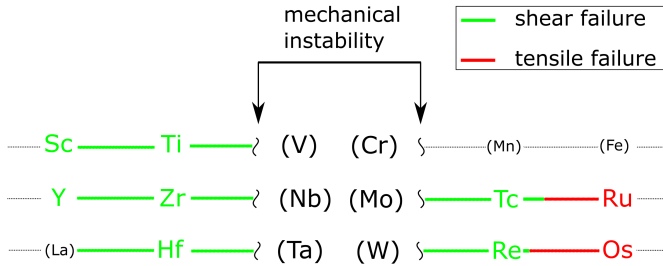 mechanical
instability
shear failure
tensile failure
Sc Ti (V) (Cr) (Mn) (Fe)
Y Zr (Nb) (Mo) Tc Ru
(La) Hf (Ta) (W) Re Os